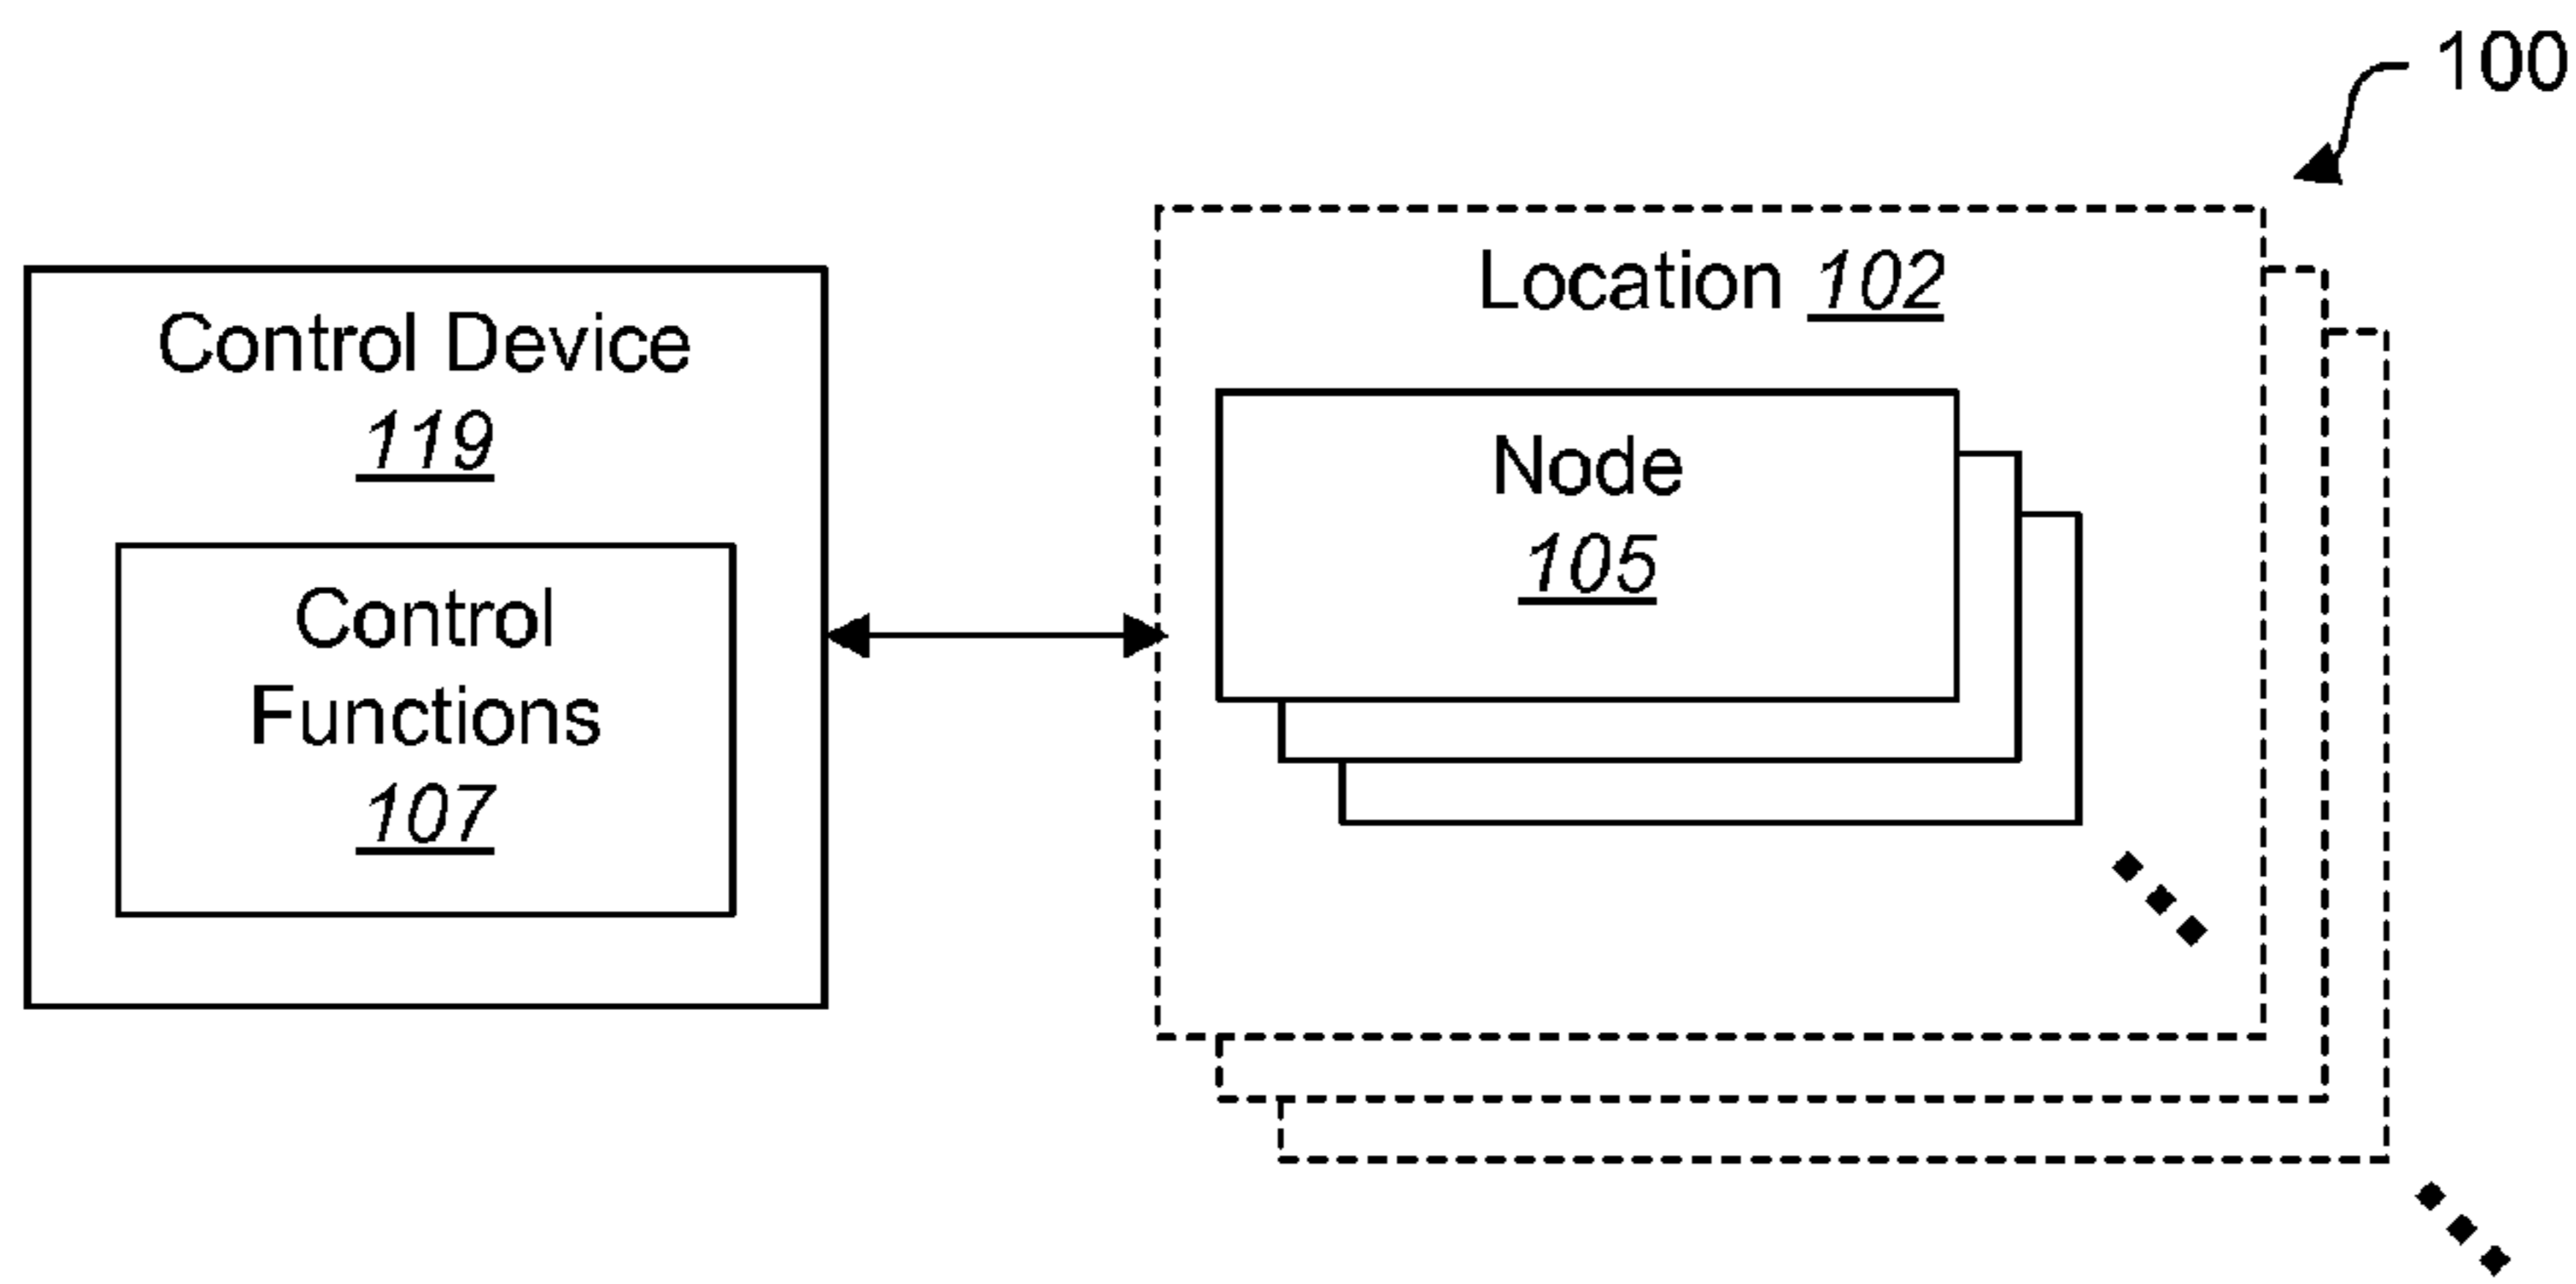 100
Location 102
Control Device
119
Node
105
Control
Functions
107